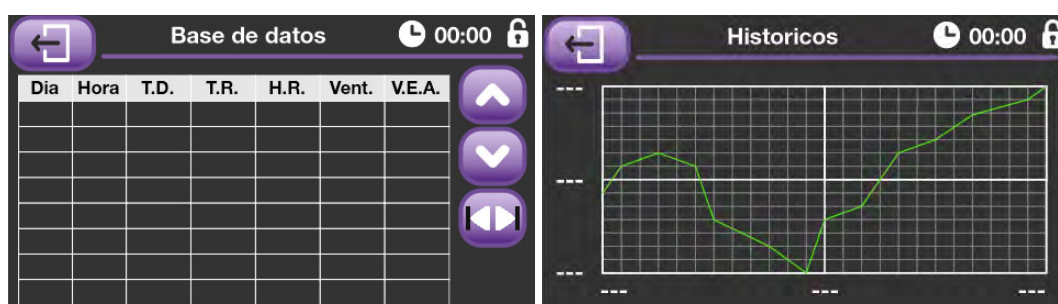 Base de datos 00:00
Dia Hora T.D. T.R. H.R. Vent. V.E.A.
Historicos 00:00
---
---
---
--- --- ---